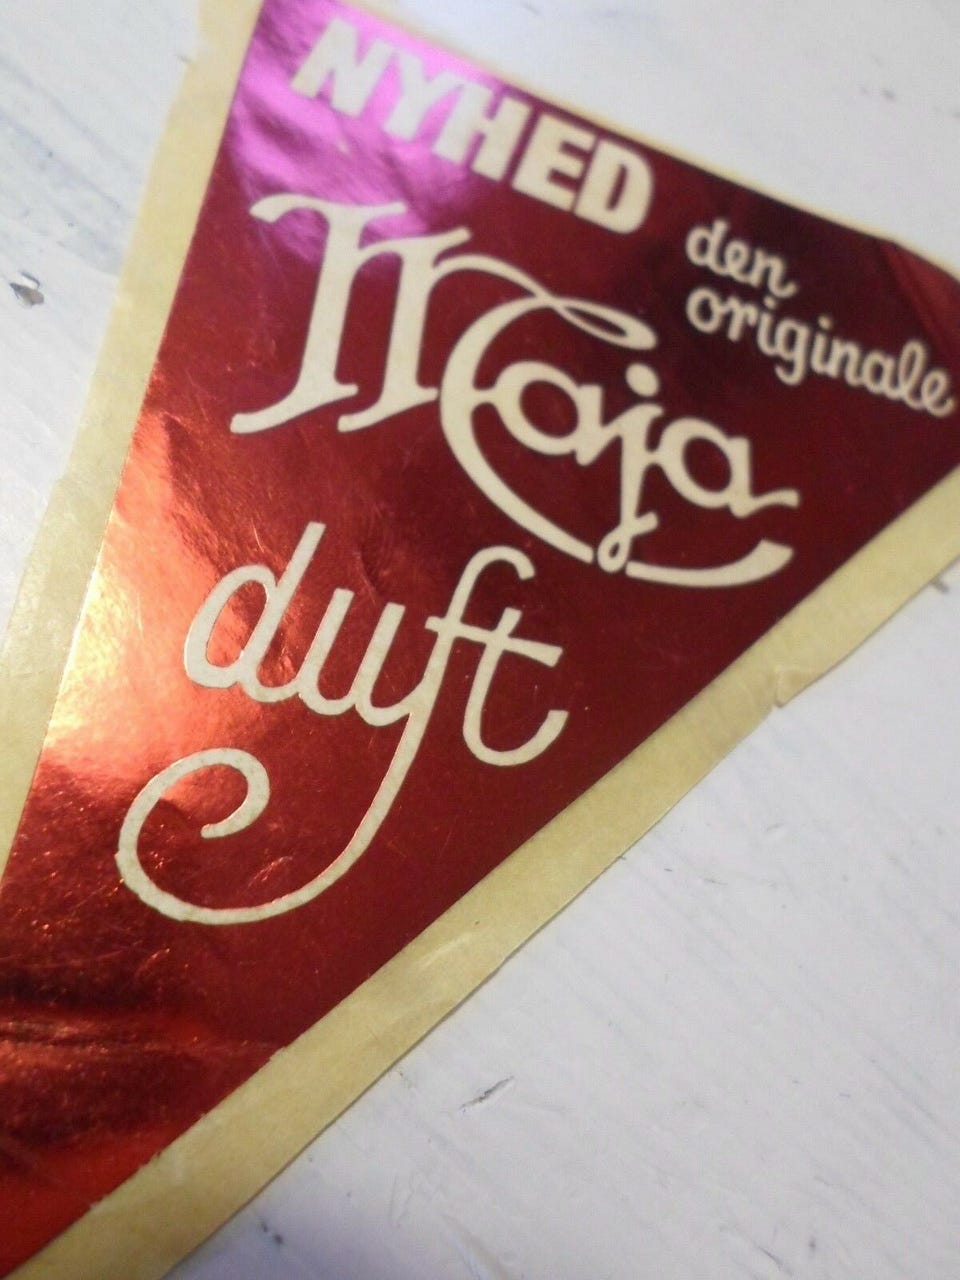 NYHED
den
originale
Maja
duft